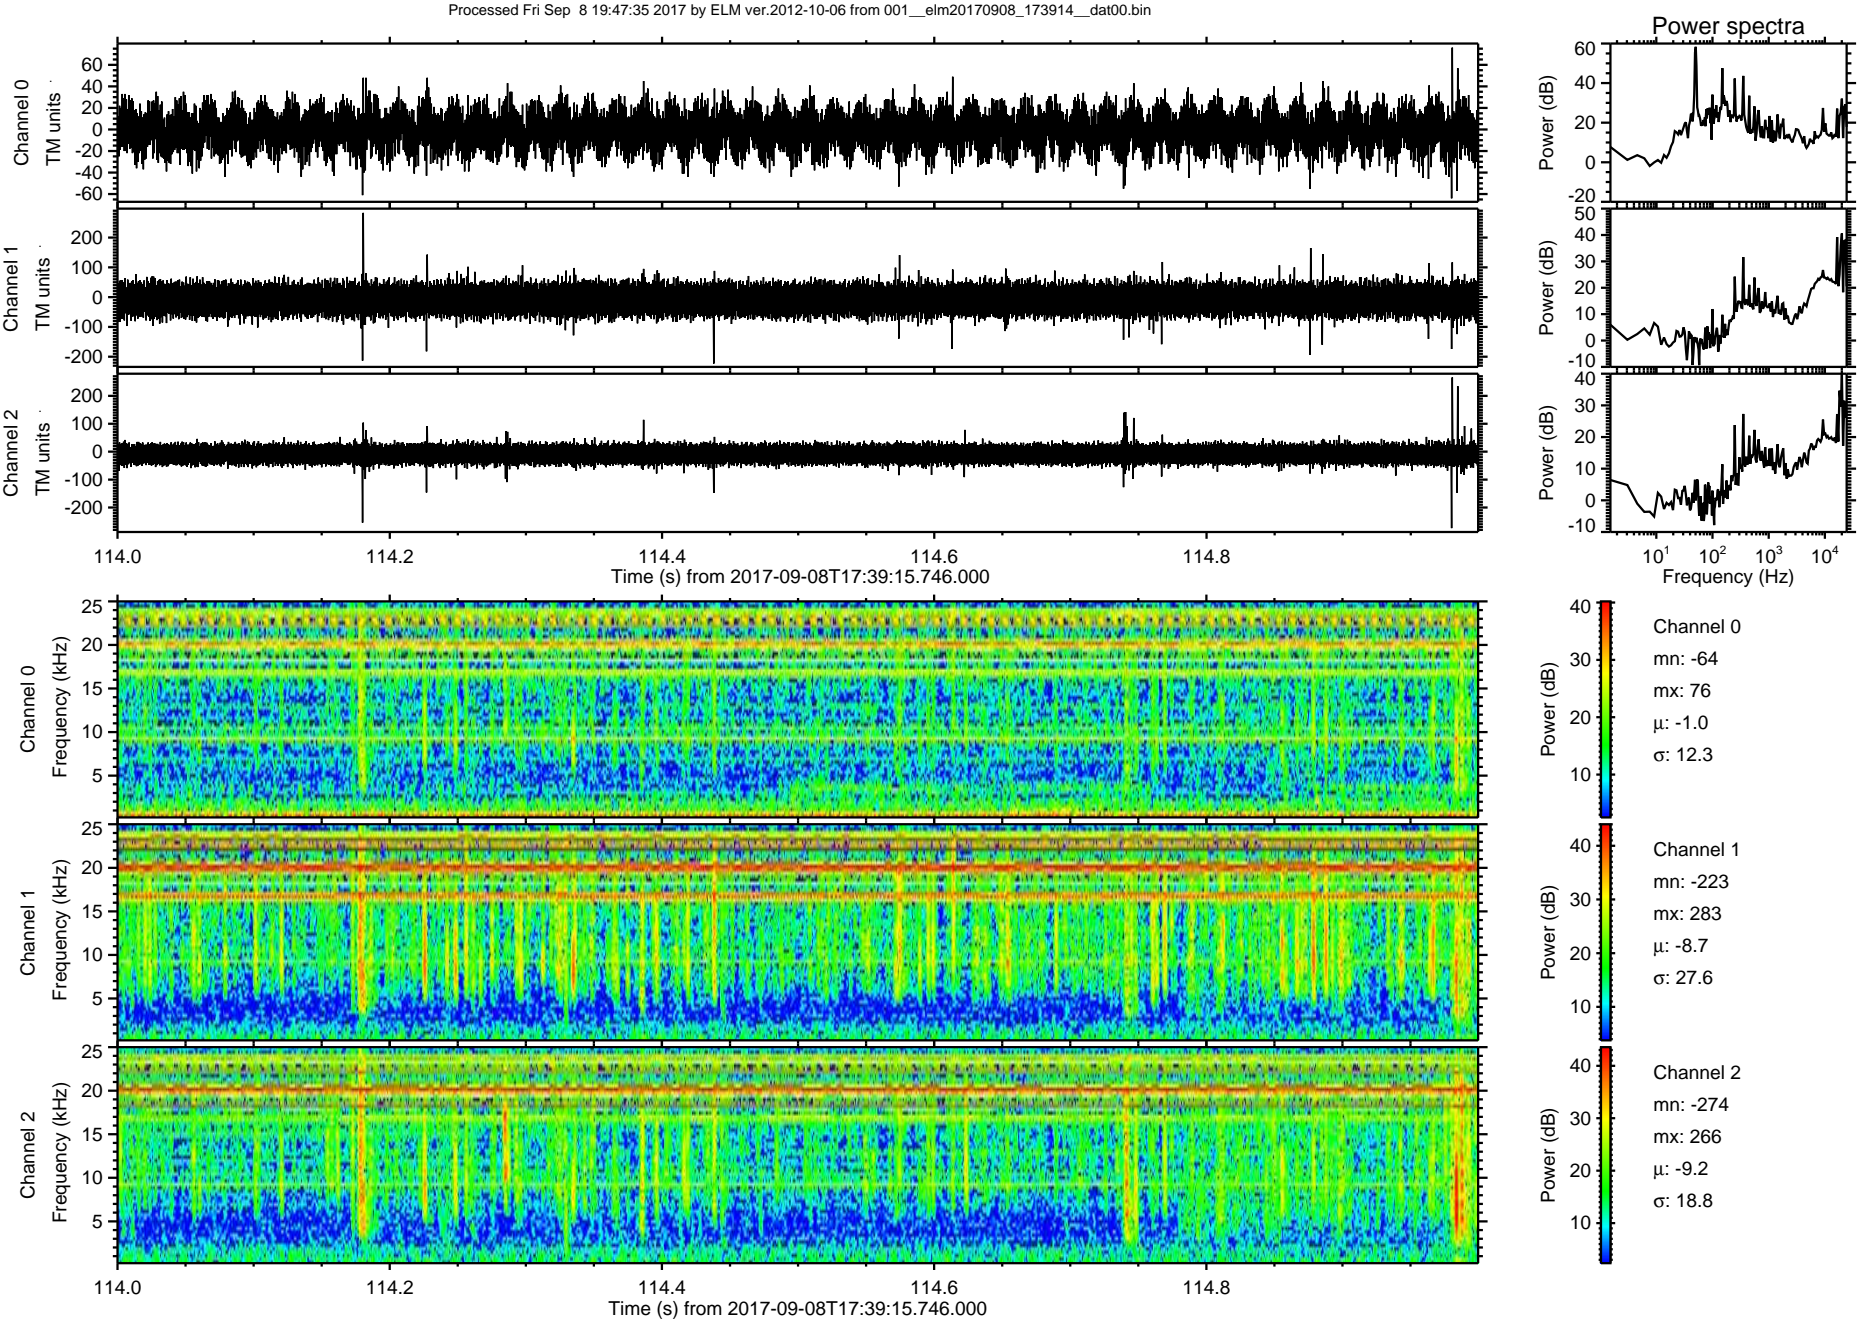 Processed Fri Sep  8 19:47:35 2017 by ELM ver.2012-10-06 from 001__elm20170908_173914__dat00.bin
Power spectra
Channel 0
TM units
60
40
20
0
-20
-40
-60
Power (dB)
60
40
20
0
-20
Channel 1
TM units
200
100
0
-100
-200
Power (dB)
50
40
30
20
10
0
-10
Channel 2
TM units
200
100
0
-100
-200
Power (dB)
40
30
20
10
0
-10
114.0 114.2 114.4 114.6 114.8
Time (s) from 2017-09-08T17:39:15.746.000
10^1 10^2 10^3 10^4
Frequency (Hz)
Channel 0
Frequency (kHz)
25
20
15
10
5
Power (dB)
40
30
20
10
Channel 0
mn: -64
mx: 76
μ: -1.0
σ: 12.3
Channel 1
Frequency (kHz)
25
20
15
10
5
Power (dB)
40
30
20
10
Channel 1
mn: -223
mx: 283
μ: -8.7
σ: 27.6
Channel 2
Frequency (kHz)
25
20
15
10
5
Power (dB)
40
30
20
10
Channel 2
mn: -274
mx: 266
μ: -9.2
σ: 18.8
114.0 114.2 114.4 114.6 114.8
Time (s) from 2017-09-08T17:39:15.746.000